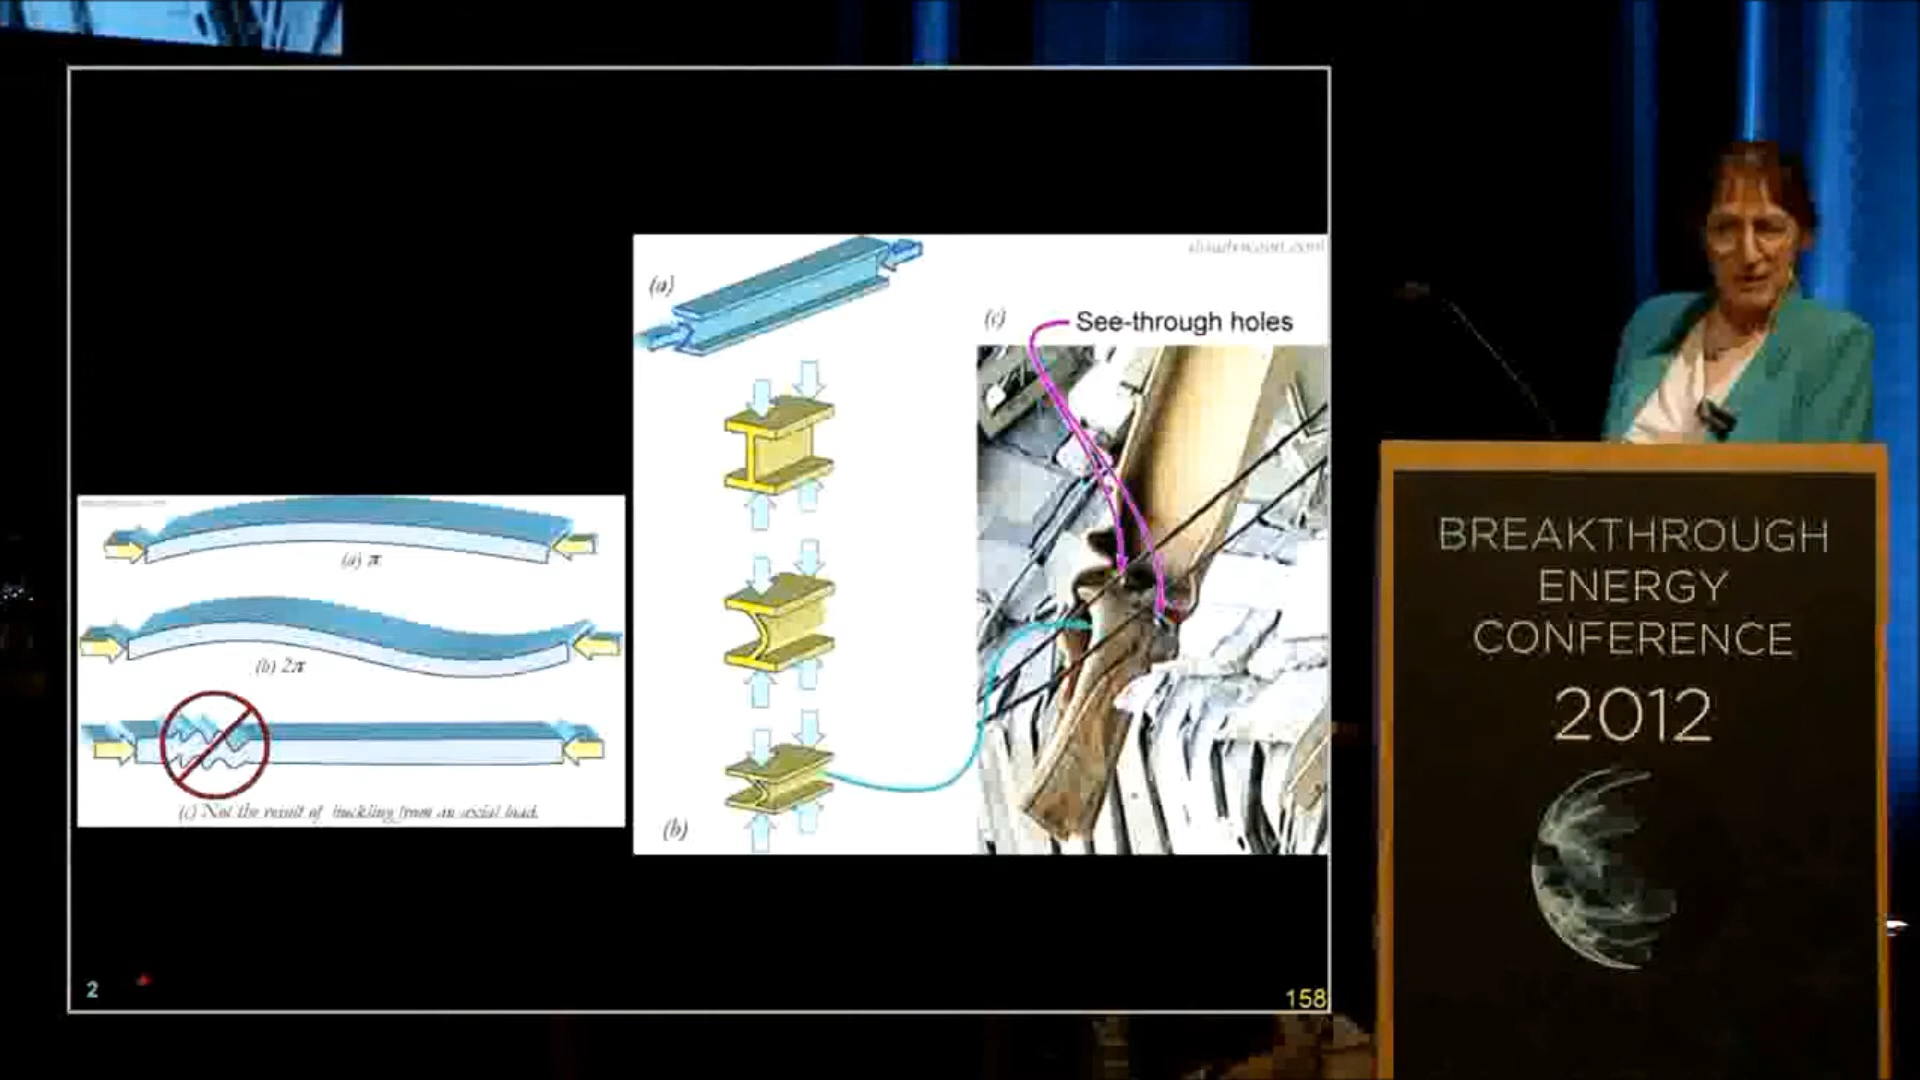 (a)
(c)
See-through holes
(b)
(a) π
(b) 2π
(c) Not the result of buckling from an axial load.
2
158
BREAKTHROUGH
ENERGY
CONFERENCE
2012